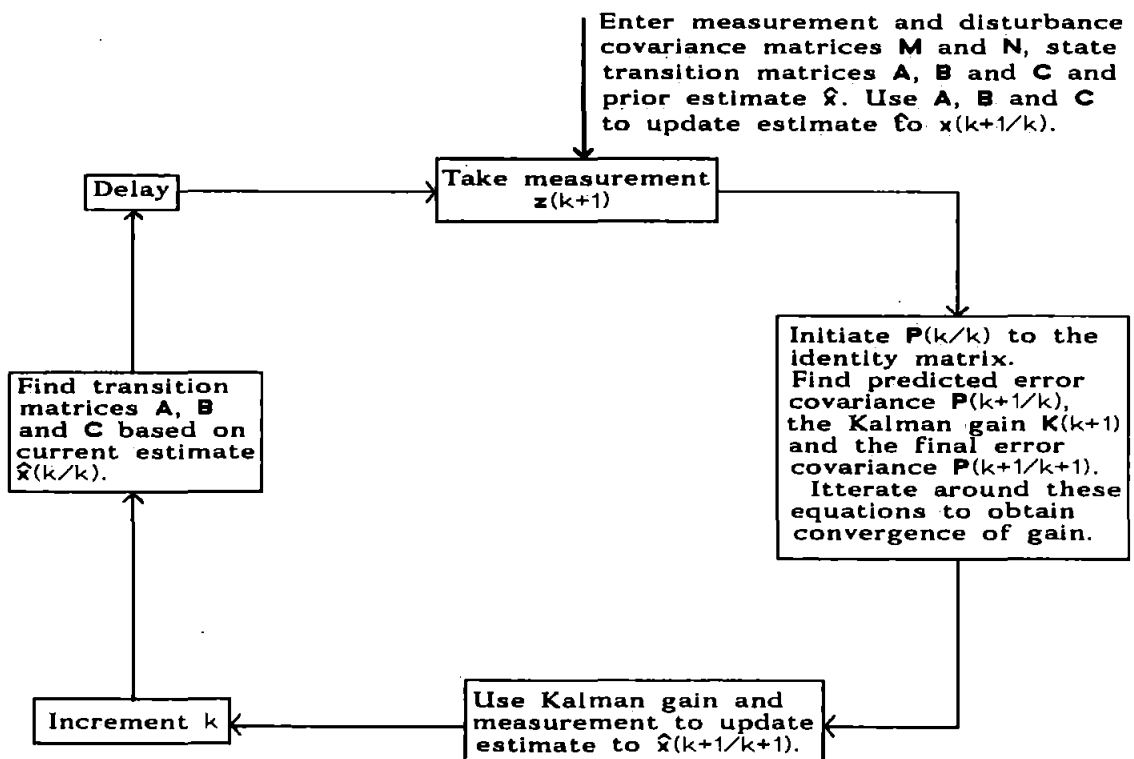 Enter measurement and disturbance
covariance matrices M and N, state
transition matrices A, B and C and
prior estimate x̂. Use A, B and C
to update estimate t̂o x(k+1/k).
Delay
Take measurement
z(k+1)
Initiate P(k/k) to the
identity matrix.
Find predicted error
covariance P(k+1/k),
the Kalman gain K(k+1)
and the final error
covariance P(k+1/k+1).
Itterate around these
equations to obtain
convergence of gain.
Find transition
matrices A, B
and C based on
current estimate
x̂(k/k).
Use Kalman gain and
measurement to update
estimate to x̂(k+1/k+1).
Increment k